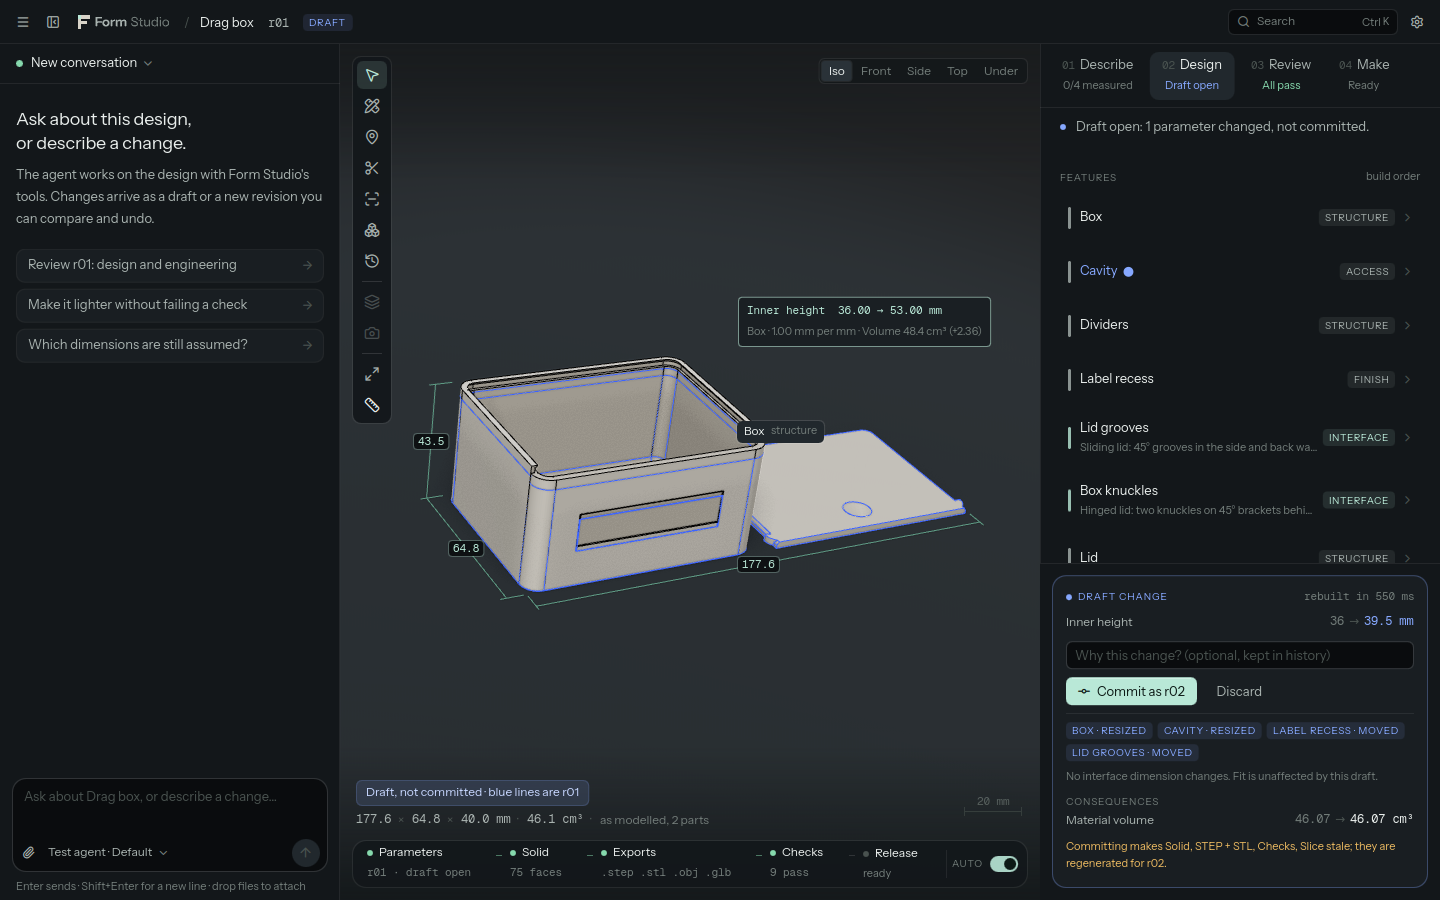 Form Studio / Drag box r01 DRAFT
Search Ctrl K
New conversation
Ask about this design,
or describe a change.
The agent works on the design with Form Studio's
tools. Changes arrive as a draft or a new revision you
can compare and undo.
Review r01: design and engineering
Make it lighter without failing a check
Which dimensions are still assumed?
Ask about Drag box, or describe a change...
Test agent · Default
Enter sends · Shift+Enter for a new line · drop files to attach
Iso Front Side Top Under
Inner height 36.00 → 53.00 mm
Box · 1.00 mm per mm · Volume 48.4 cm³ (+2.36)
Box structure
43.5
64.8
177.6
Draft, not committed · blue lines are r01
177.6 × 64.8 × 40.0 mm · 46.1 cm³ · as modelled, 2 parts
20 mm
Parameters
r01 · draft open
Solid
75 faces
Exports
.step .stl .obj .glb
Checks
9 pass
Release
ready
AUTO
01 Describe
0/4 measured
02 Design
Draft open
03 Review
All pass
04 Make
Ready
Draft open: 1 parameter changed, not committed.
FEATURES build order
Box STRUCTURE
Cavity ACCESS
Dividers STRUCTURE
Label recess FINISH
Lid grooves INTERFACE
Sliding lid: 45° grooves in the side and back wa...
Box knuckles INTERFACE
Hinged lid: two knuckles on 45° brackets behi...
Lid STRUCTURE
DRAFT CHANGE rebuilt in 550 ms
Inner height 36 → 39.5 mm
Why this change? (optional, kept in history)
Commit as r02 Discard
BOX · RESIZED CAVITY · RESIZED LABEL RECESS · MOVED
LID GROOVES · MOVED
No interface dimension changes. Fit is unaffected by this draft.
CONSEQUENCES
Material volume 46.07 → 46.07 cm³
Committing makes Solid, STEP + STL, Checks, Slice stale; they are
regenerated for r02.